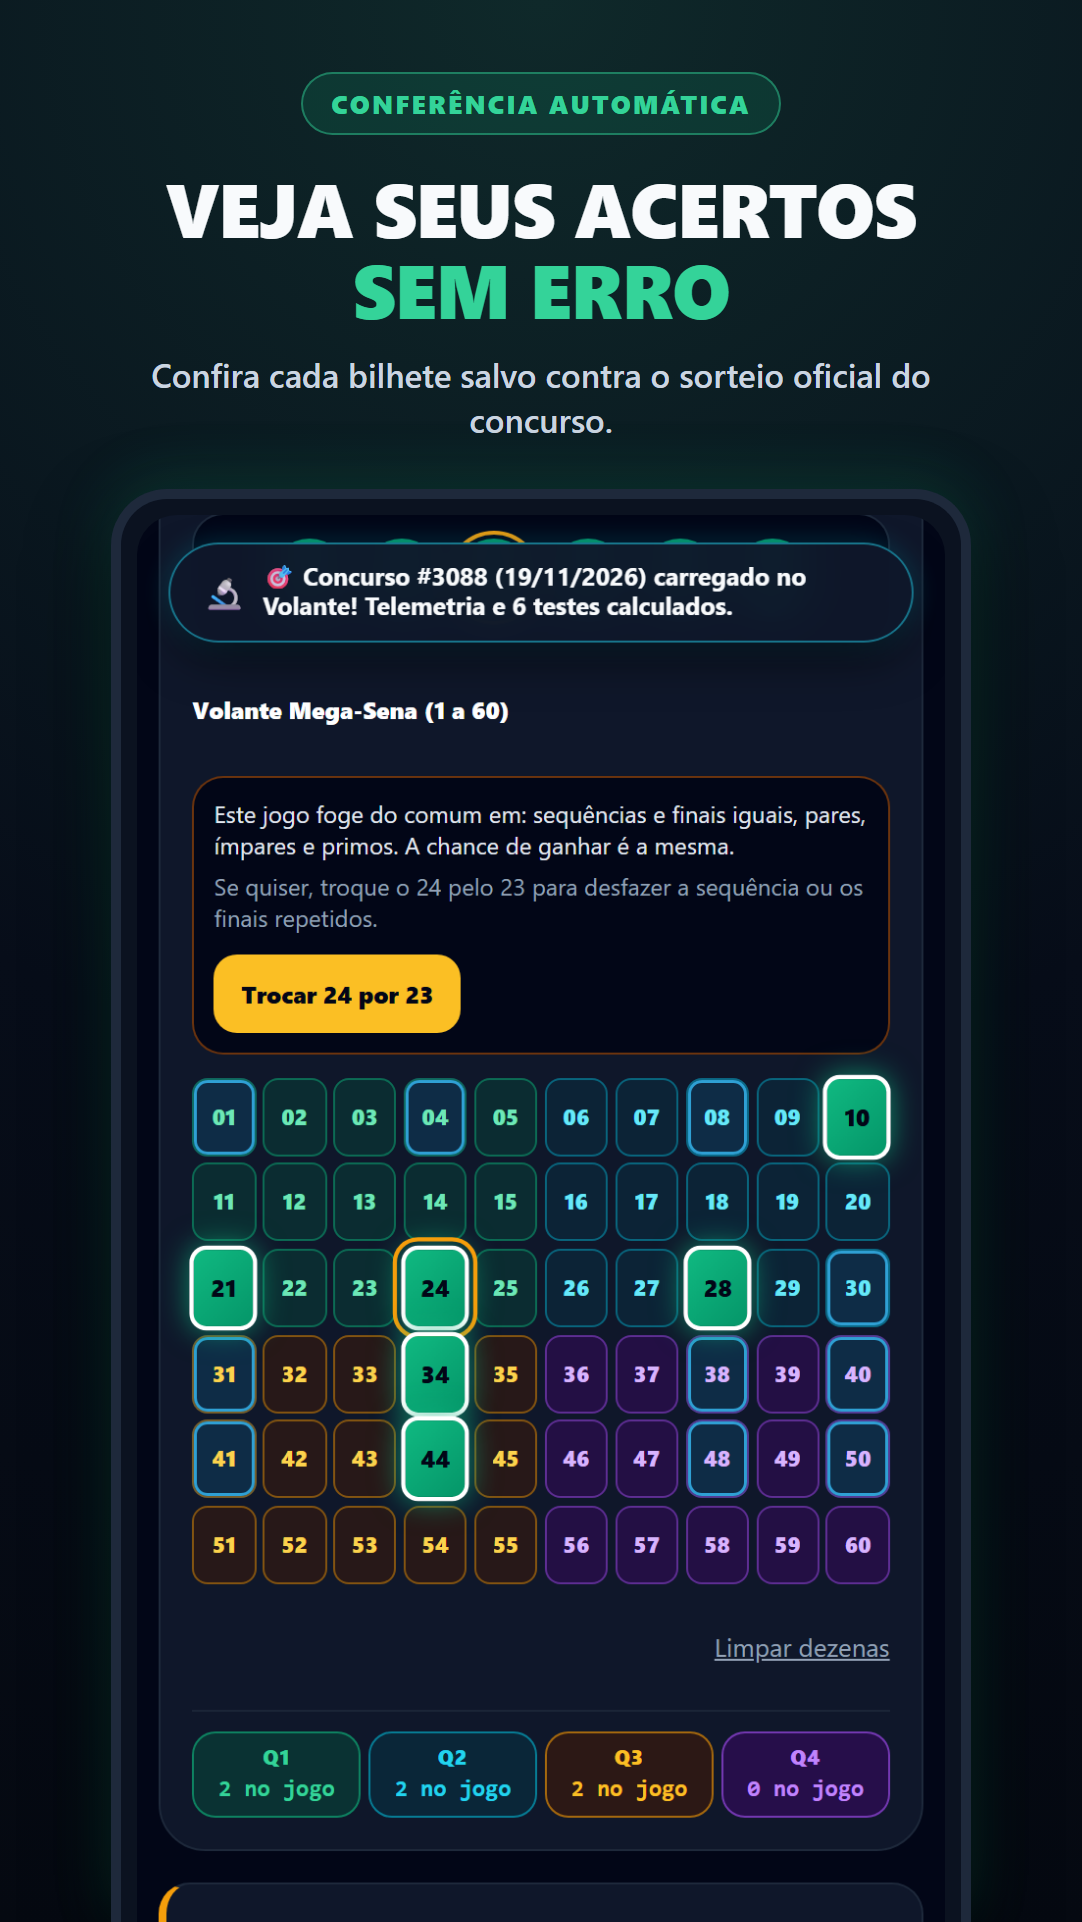 CONFERÊNCIA AUTOMÁTICA
VEJA SEUS ACERTOS
SEM ERRO
Confira cada bilhete salvo contra o sorteio oficial do
concurso.
Concurso #3088 (19/11/2026) carregado no
Volante! Telemetria e 6 testes calculados.
Volante Mega-Sena (1 a 60)
Este jogo foge do comum em: sequências e finais iguais, pares,
ímpares e primos. A chance de ganhar é a mesma.
Se quiser, troque o 24 pelo 23 para desfazer a sequência ou os
finais repetidos.
Trocar 24 por 23
01 02 03 04 05 06 07 08 09 10
11 12 13 14 15 16 17 18 19 20
21 22 23 24 25 26 27 28 29 30
31 32 33 34 35 36 37 38 39 40
41 42 43 44 45 46 47 48 49 50
51 52 53 54 55 56 57 58 59 60
Limpar dezenas
Q1 Q2 Q3 Q4
2 no jogo 2 no jogo 2 no jogo 0 no jogo